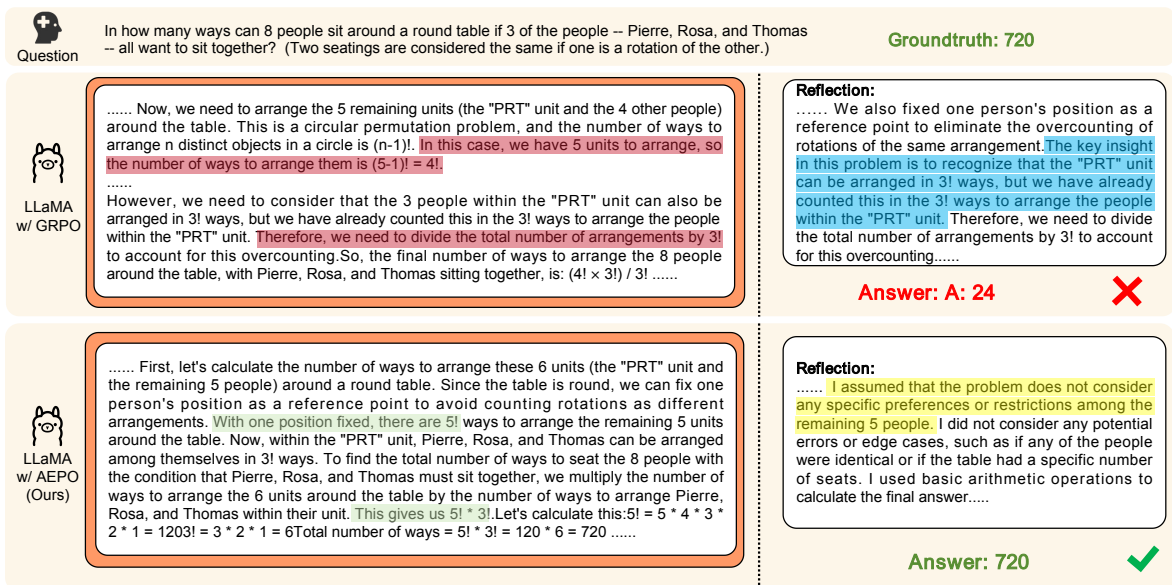 In how many ways can 8 people sit around a round table if 3 of the people -- Pierre, Rosa, and Thomas
-- all want to sit together?  (Two seatings are considered the same if one is a rotation of the other.)
Question
Groundtruth: 720
...... Now, we need to arrange the 5 remaining units (the "PRT" unit and the 4 other people)
around the table. This is a circular permutation problem, and the number of ways to
arrange n distinct objects in a circle is (n-1)!. In this case, we have 5 units to arrange, so
the number of ways to arrange them is (5-1)! = 4!.
......
However, we need to consider that the 3 people within the "PRT" unit can also be
arranged in 3! ways, but we have already counted this in the 3! ways to arrange the people
within the "PRT" unit. Therefore, we need to divide the total number of arrangements by 3!
to account for this overcounting.So, the final number of ways to arrange the 8 people
around the table, with Pierre, Rosa, and Thomas sitting together, is: (4! × 3!) / 3! ......
LLaMA
w/ GRPO
Reflection:
...... We also fixed one person's position as a
reference point to eliminate the overcounting of
rotations of the same arrangement.The key insight
in this problem is to recognize that the "PRT" unit
can be arranged in 3! ways, but we have already
counted this in the 3! ways to arrange the people
within the "PRT" unit. Therefore, we need to divide
the total number of arrangements by 3! to account
for this overcounting......
Answer: A: 24
...... First, let's calculate the number of ways to arrange these 6 units (the "PRT" unit and
the remaining 5 people) around a round table. Since the table is round, we can fix one
person's position as a reference point to avoid counting rotations as different
arrangements. With one position fixed, there are 5! ways to arrange the remaining 5 units
around the table. Now, within the "PRT" unit, Pierre, Rosa, and Thomas can be arranged
among themselves in 3! ways. To find the total number of ways to seat the 8 people with
the condition that Pierre, Rosa, and Thomas must sit together, we multiply the number of
ways to arrange the 6 units around the table by the number of ways to arrange Pierre,
Rosa, and Thomas within their unit. This gives us 5! * 3!.Let's calculate this:5! = 5 * 4 * 3 *
2 * 1 = 1203! = 3 * 2 * 1 = 6Total number of ways = 5! * 3! = 120 * 6 = 720 ......
LLaMA
w/ AEPO
(Ours)
Reflection:
...... I assumed that the problem does not consider
any specific preferences or restrictions among the
remaining 5 people. I did not consider any potential
errors or edge cases, such as if any of the people
were identical or if the table had a specific number
of seats. I used basic arithmetic operations to
calculate the final answer.....
Answer: 720